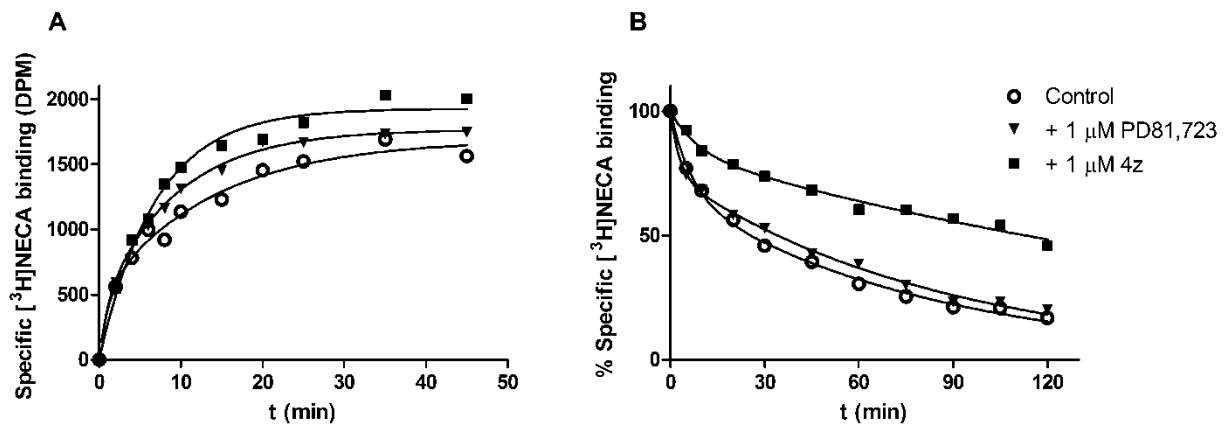 A
Specific [³H]NECA binding (DPM)
2000
1500
1000
500
0
0 10 20 30 40 50
t (min)
B
% Specific [³H]NECA binding
100
50
0
0 30 60 90 120
t (min)
Control
+ 1 μM PD81,723
+ 1 μM 4z